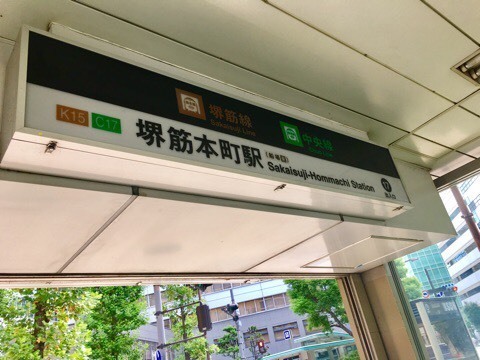 堺筋線
Sakaisuji Line
中央線
K15 C17 堺筋本町駅(船場■)
Sakaisuji-Hommachi Station
17